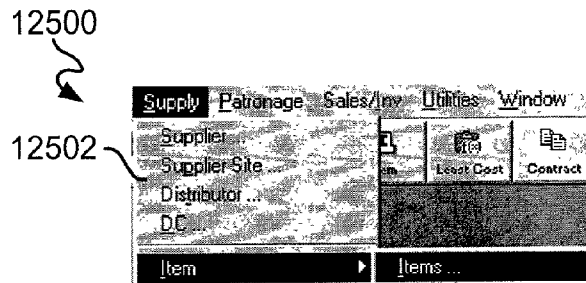 12500
Supply Patronage Sales/Inv Utilities Window
Supplier ...
12502
Supplier Site ...
Least Cost Contract
Distributor ...
DC ...
Item Items ...